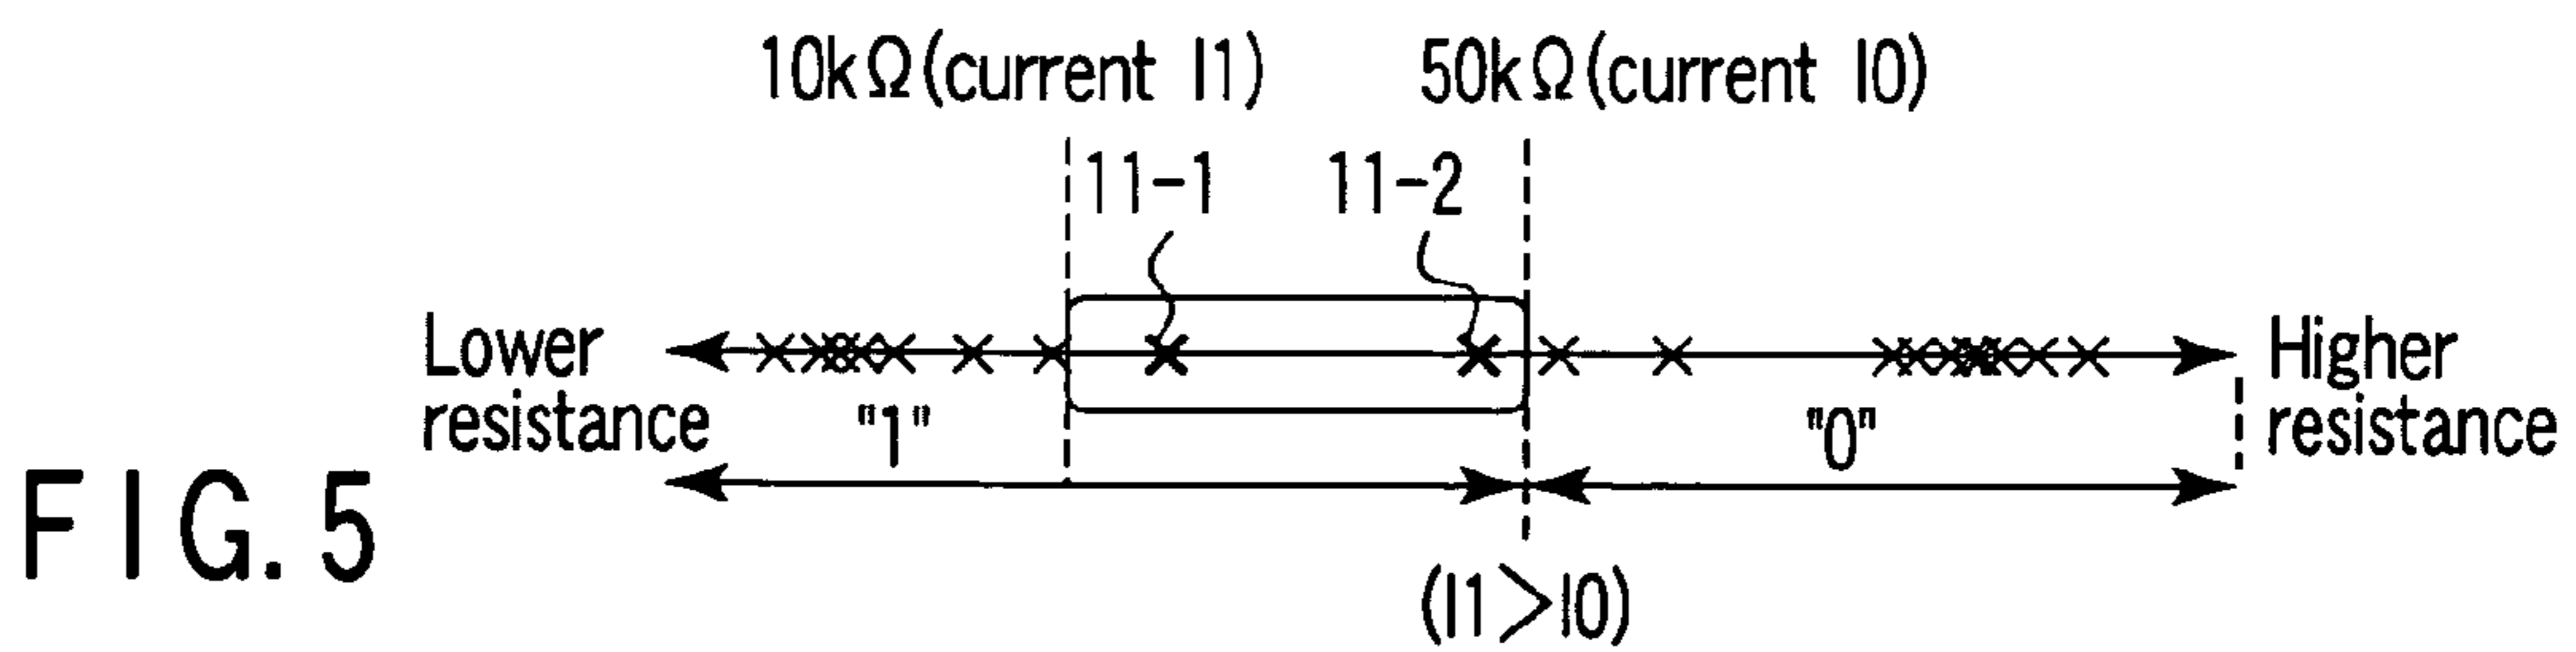 10kΩ(current I1) 50kΩ(current I0)
11-1 11-2
Lower resistance
Higher resistance
"1" "0"
FIG. 5
(I1>I0)